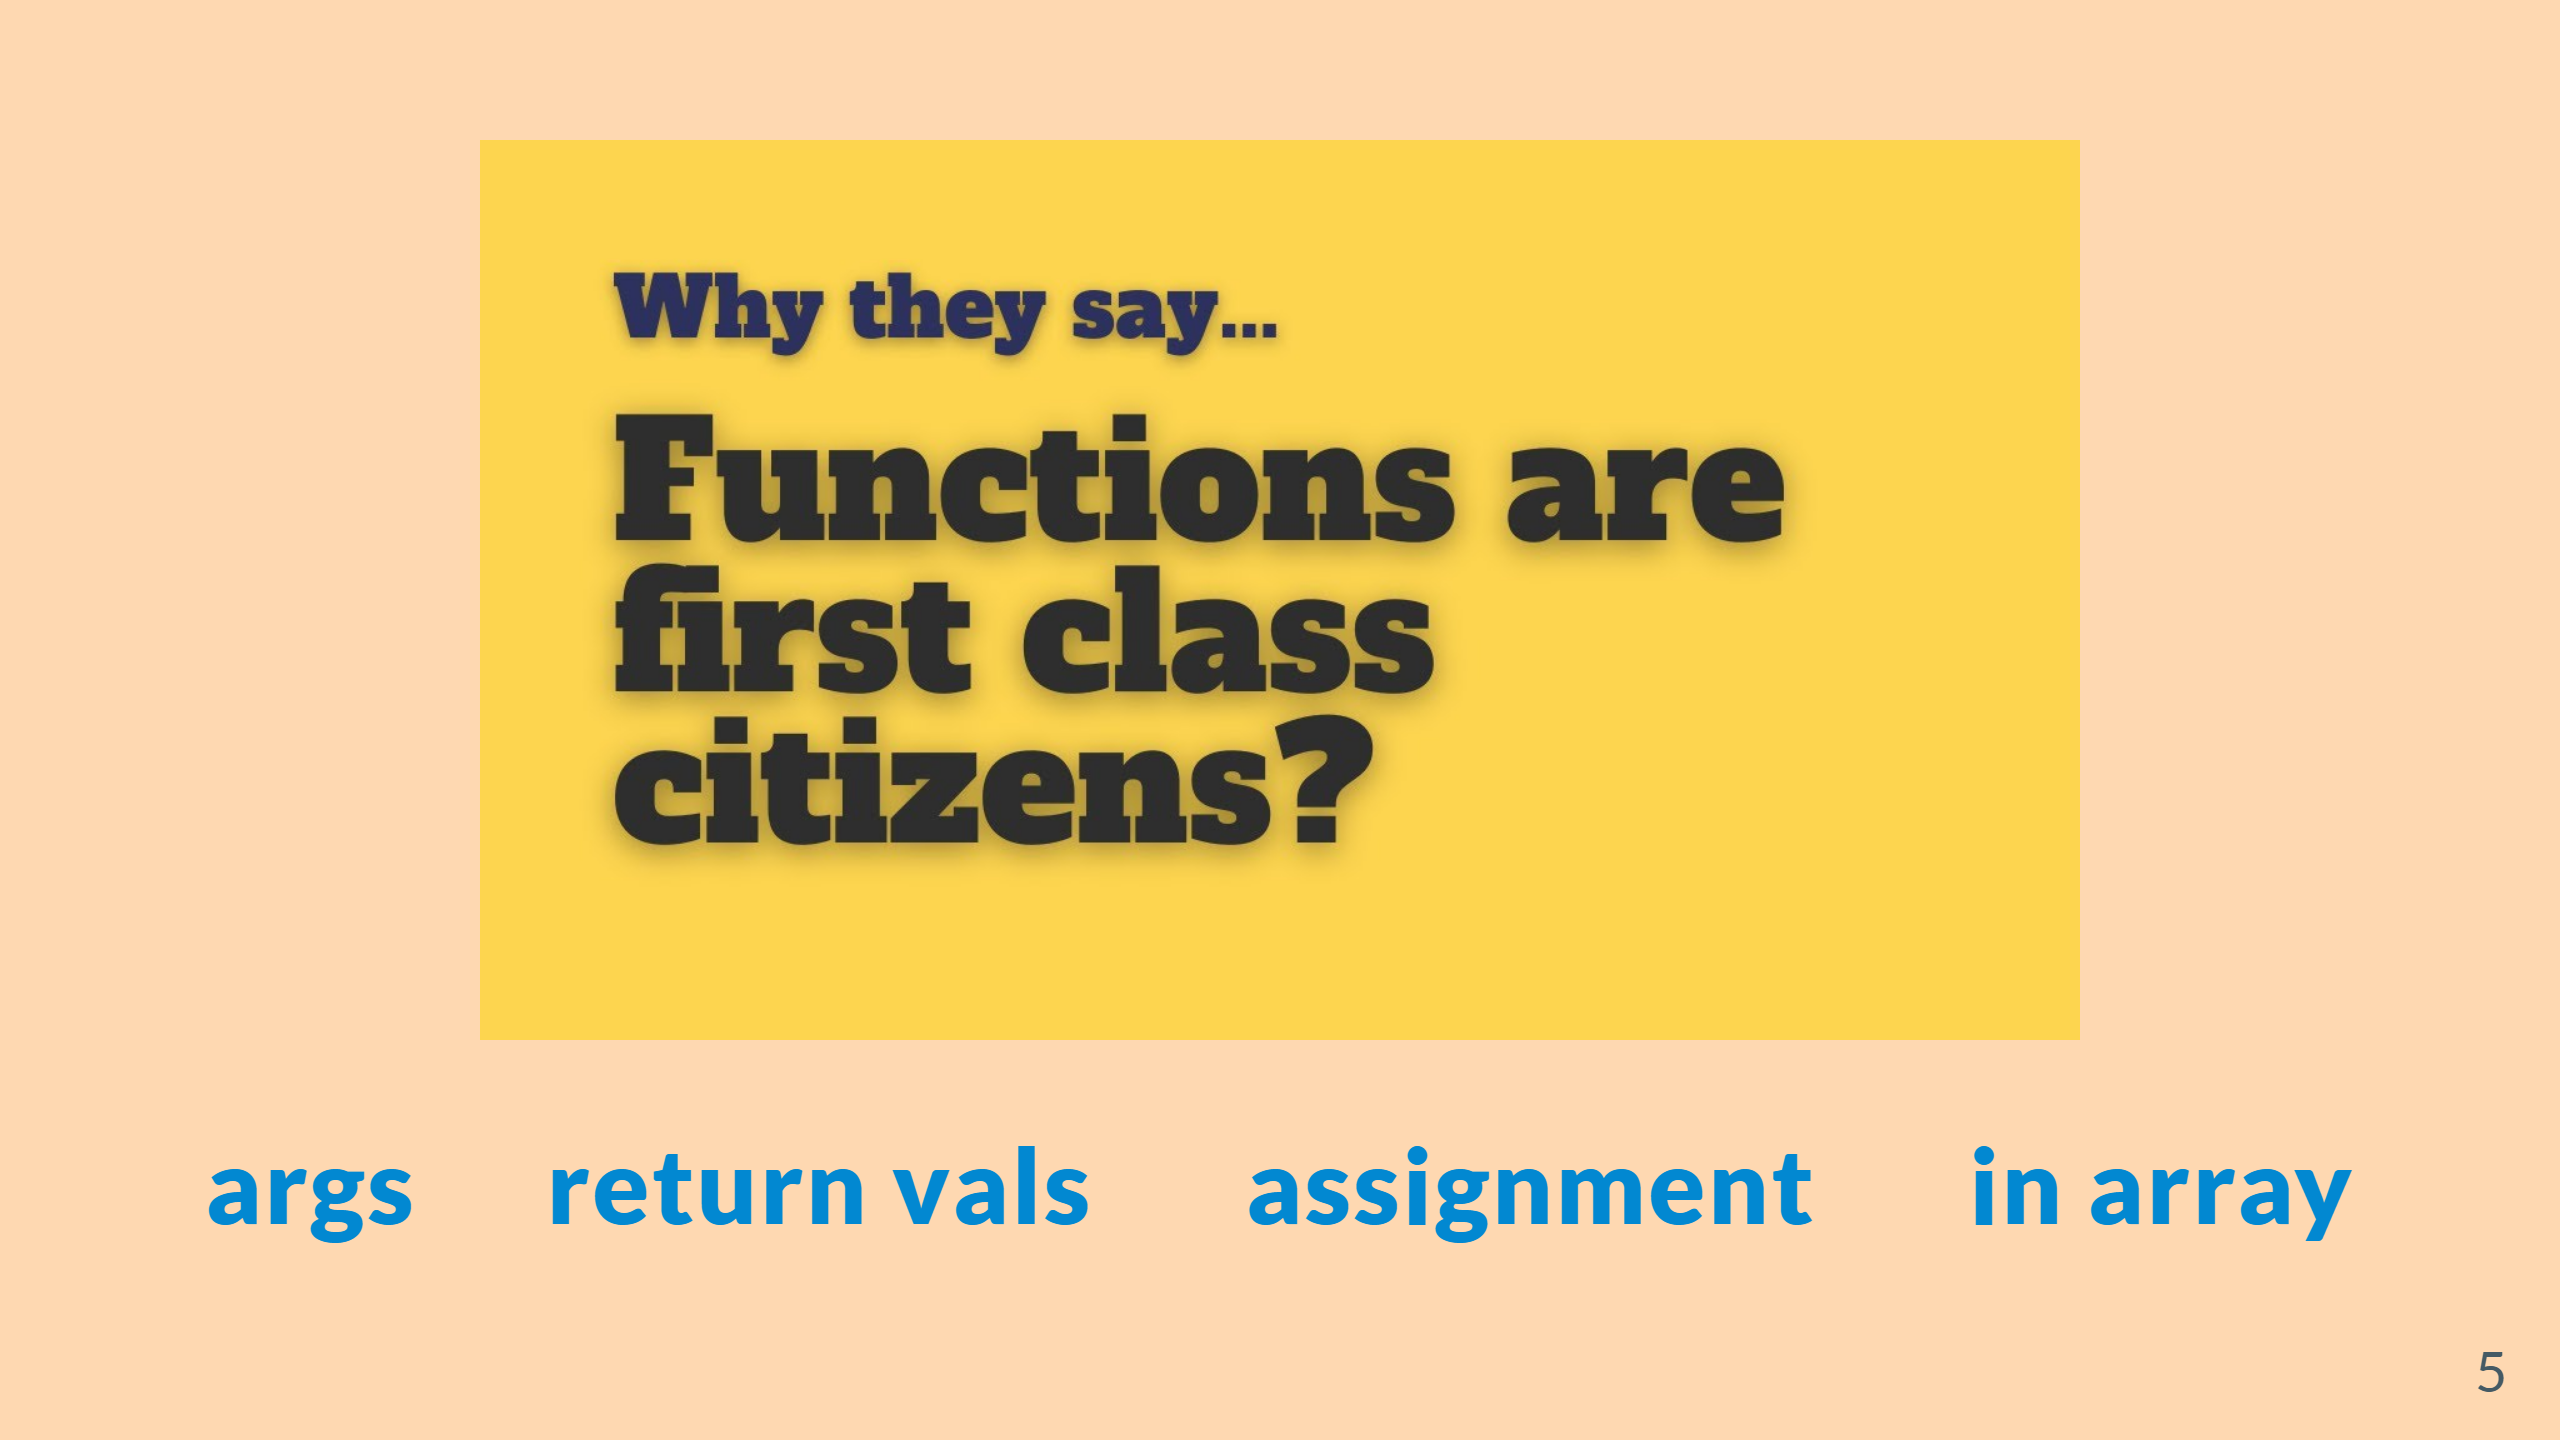 Why they say...
Functions are
first class
citizens?
args return vals assignment in array
5